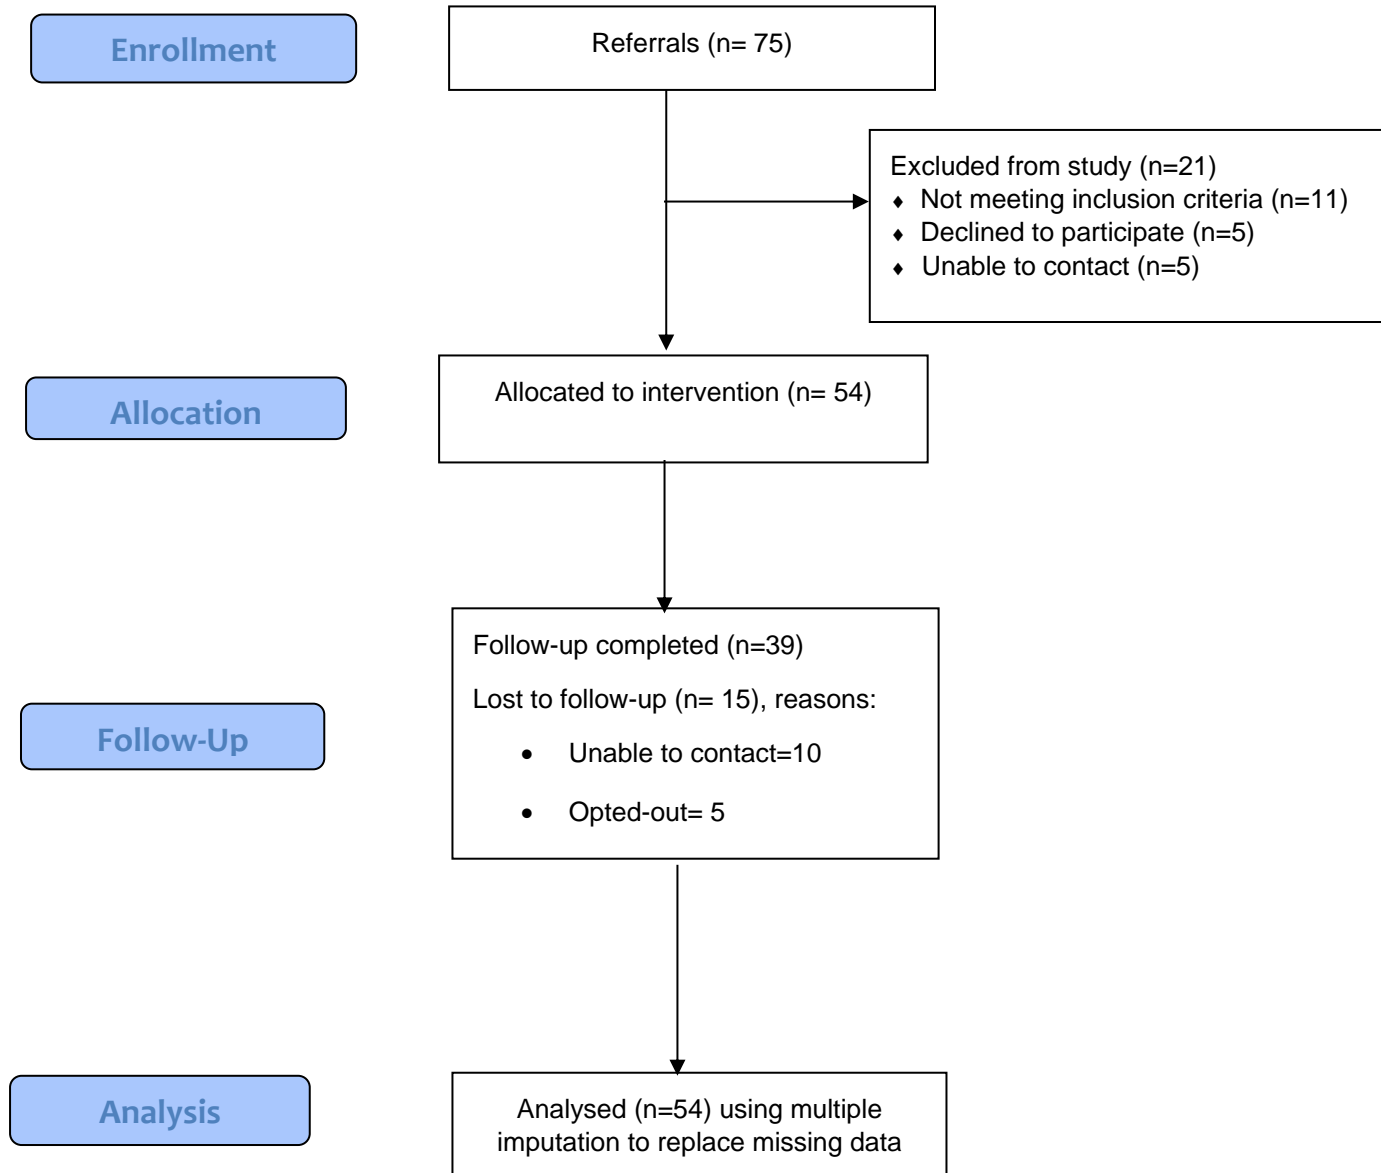 Enrollment
Referrals (n= 75)
Excluded from study (n=21)
♦ Not meeting inclusion criteria (n=11)
♦ Declined to participate (n=5)
♦ Unable to contact (n=5)
Allocation
Allocated to intervention (n= 54)
Follow-Up
Follow-up completed (n=39)
Lost to follow-up (n= 15), reasons:
• Unable to contact=10
• Opted-out= 5
Analysis
Analysed (n=54) using multiple
imputation to replace missing data